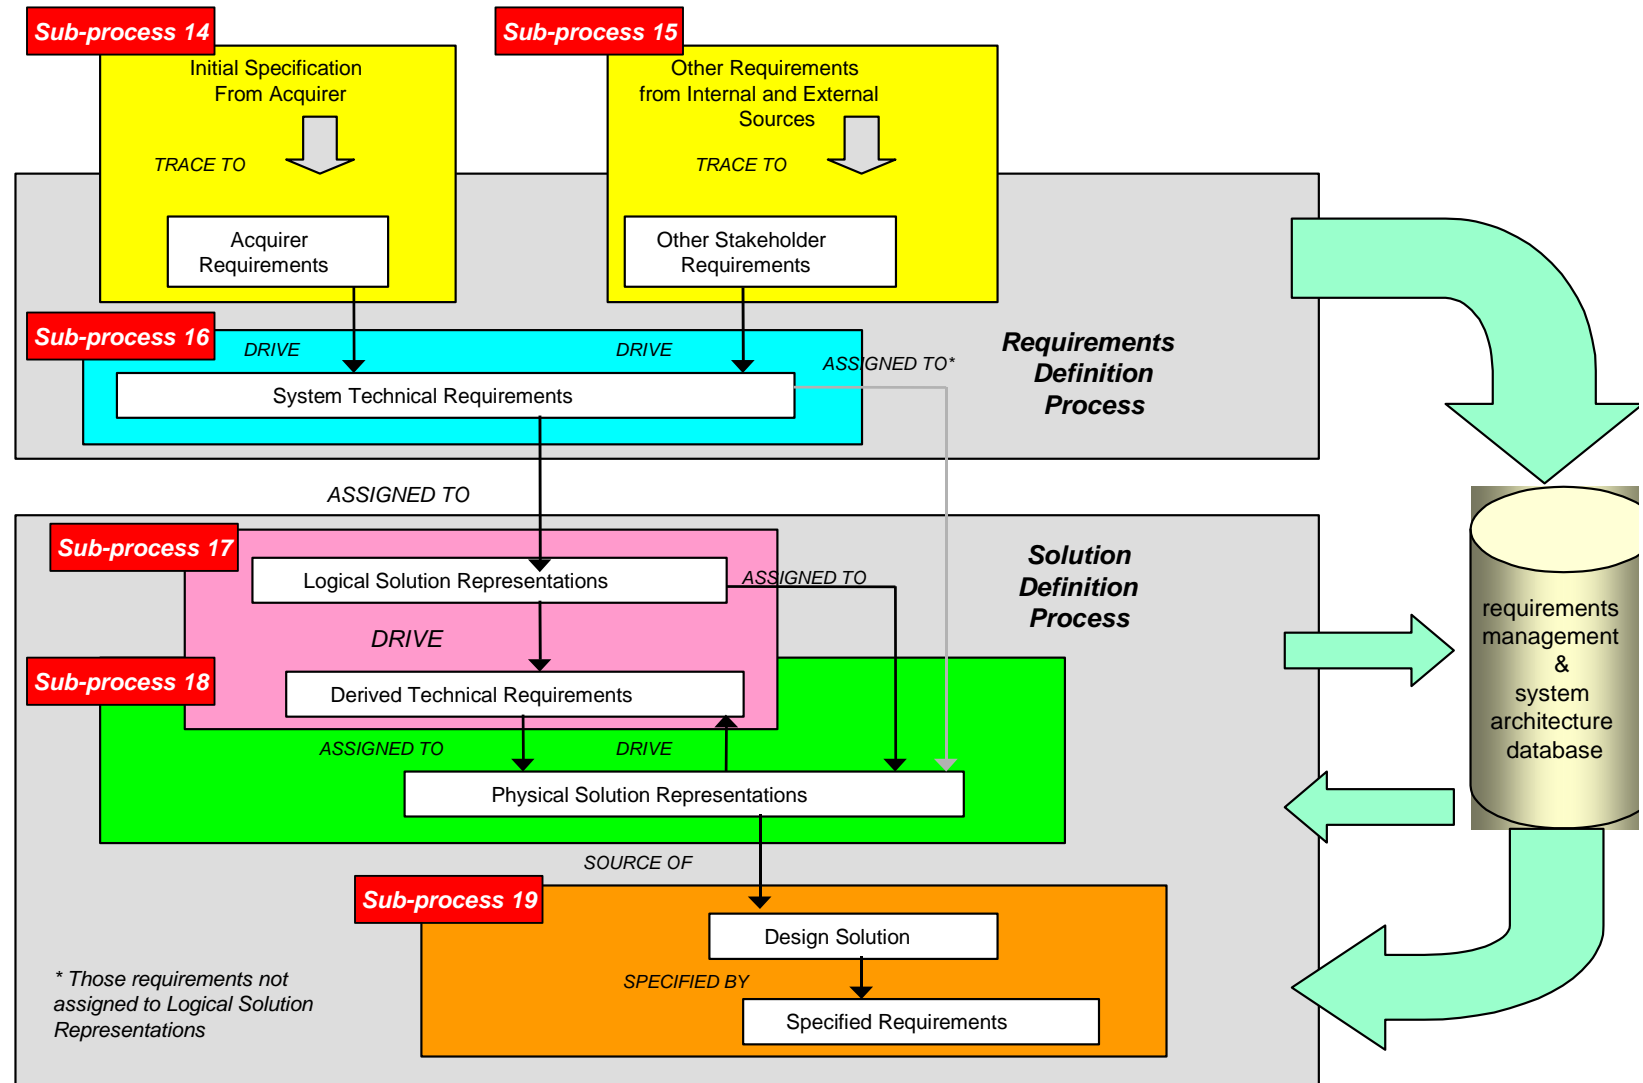 Sub-process 14
Initial Specification
From Acquirer
TRACE TO
Acquirer
Requirements
Sub-process 15
Other Requirements
from Internal and External
Sources
TRACE TO
Other Stakeholder
Requirements
Sub-process 16
DRIVE
DRIVE
ASSIGNED TO*
System Technical Requirements
Requirements
Definition
Process
ASSIGNED TO
Sub-process 17
Logical Solution Representations
ASSIGNED TO
Solution
Definition
Process
DRIVE
Sub-process 18
Derived Technical Requirements
ASSIGNED TO
DRIVE
Physical Solution Representations
SOURCE OF
Sub-process 19
Design Solution
SPECIFIED BY
Specified Requirements
* Those requirements not
assigned to Logical Solution
Representations
requirements
management
&
system
architecture
database